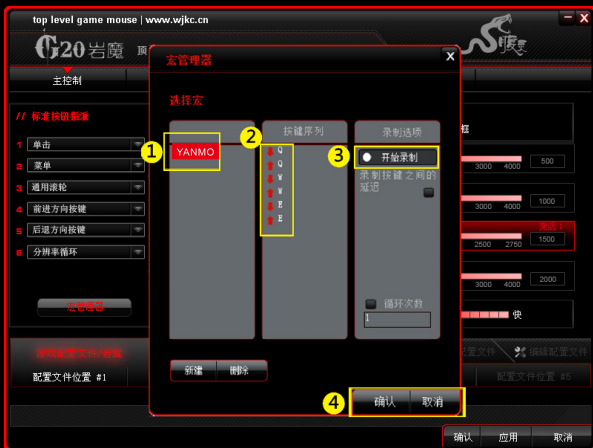 top level game mouse | www.wjkc.cn
G20岩魔 顶
主控制
// 标准按钮指派
1 单击
2 菜单
3 通用滚轮
4 前进方向按键
5 后退方向按键
6 分辨率循环
宏管理器
配置文件位置 #1
宏管理器 X
选择宏
1 YANMO
2 按键序列
Q
Q
W
W
E
E
录制选项
3 开始录制
录制按键之间的延迟
循环次数
1
新建 删除
4 确认 取消
框
3000 4000 500
3000 4000 1000
2500 2750 1500
3000 4000 2000
快
置文件 编辑配置文件
配置文件位置 #5
确认 应用 取消